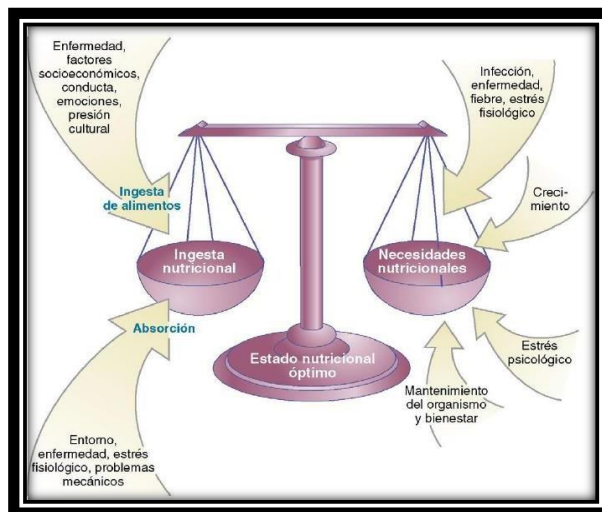 Enfermedad,
factores
socioeconómicos,
conducta,
emociones,
presión
cultural
Ingesta
de alimentos
Ingesta
nutricional
Absorción
Entorno,
enfermedad, estrés
fisiológico, problemas
mecánicos
Estado nutricional
óptimo
Infección,
enfermedad,
fiebre, estrés
fisiológico
Creci-
miento
Necesidades
nutricionales
Estrés
psicológico
Mantenimiento
del organismo
y bienestar